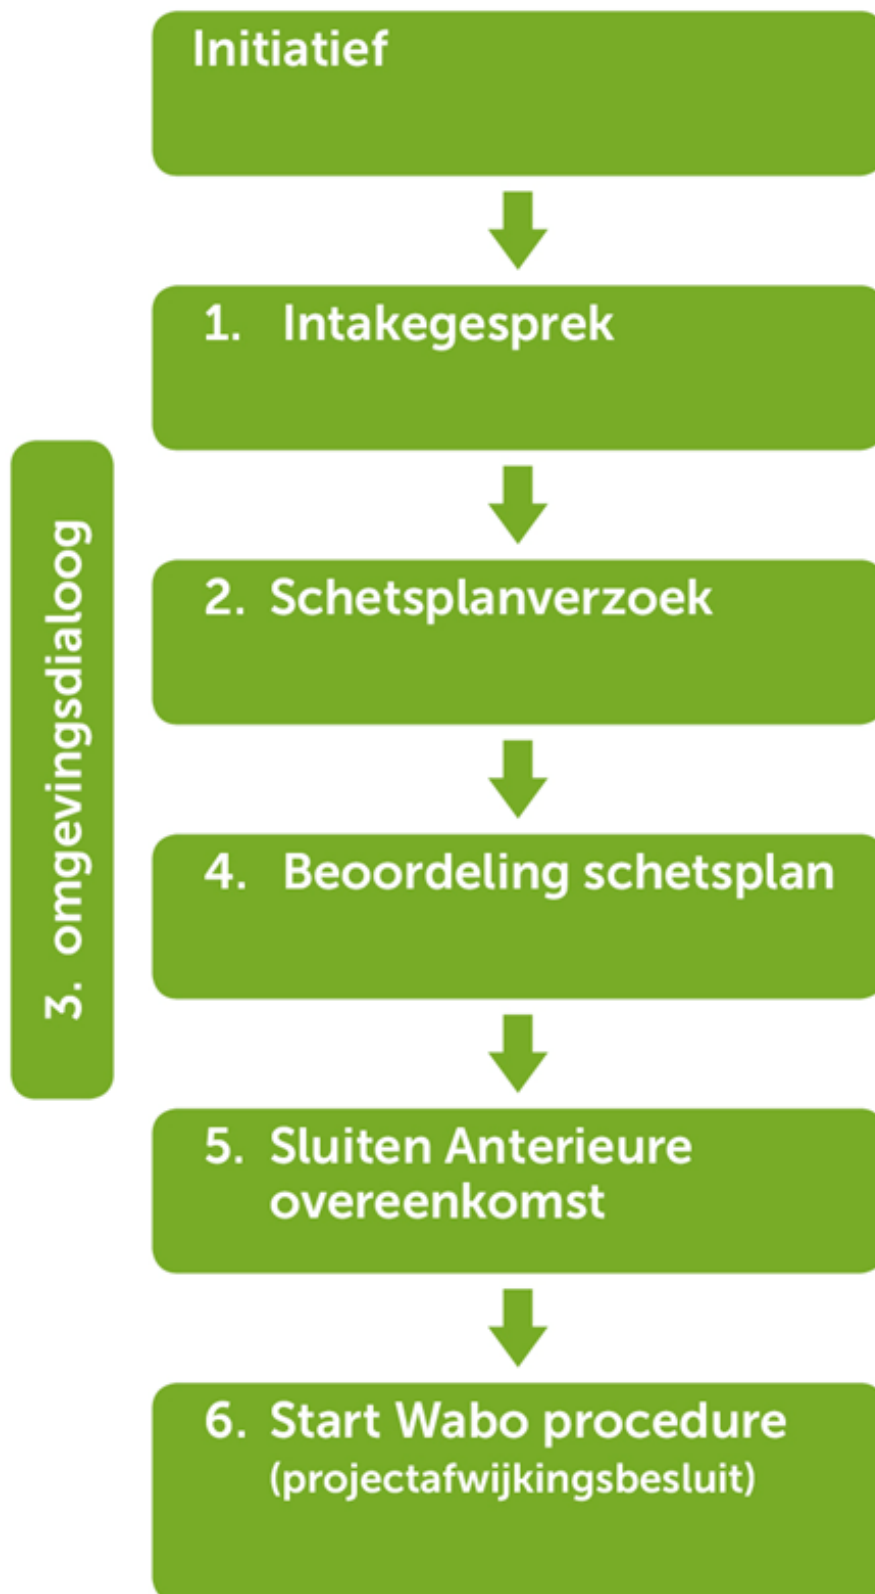 Initiatief
1. Intakegesprek
2. Schetsplanverzoek
3. omgevingsdialoog
4. Beoordeling schetsplan
5. Sluiten Anterieure
overeenkomst
6. Start Wabo procedure
(projectafwijkingsbesluit)